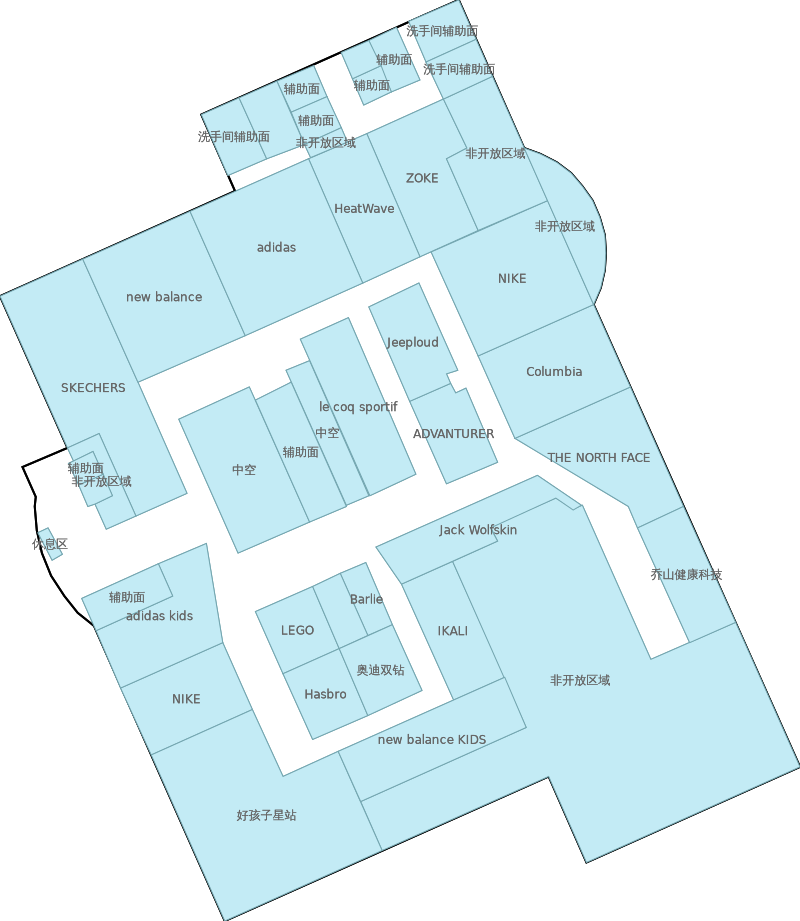 洗手间辅助面
辅助面
洗手间辅助面
辅助面
辅助面
辅助面
洗手间辅助面
非开放区域
非开放区域
ZOKE
HeatWave
非开放区域
adidas
NIKE
new balance
Jeeploud
Columbia
SKECHERS
le coq sportif
中空
ADVANTURER
辅助面
THE NORTH FACE
辅助面
中空
非开放区域
Jack Wolfskin
休息区
乔山健康科技
辅助面
Barlie
adidas kids
LEGO
IKALI
奥迪双钻
非开放区域
Hasbro
NIKE
new balance KIDS
好孩子星站